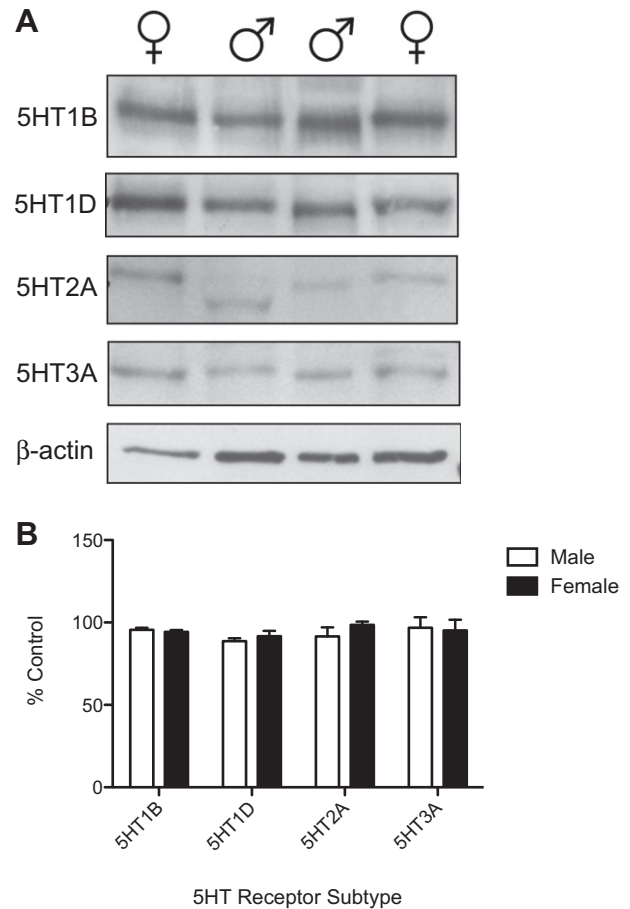 A
♀ ♂ ♂ ♀
5HT1B
5HT1D
5HT2A
5HT3A
β-actin
B
150
100
50
0
% Control
Male
Female
5HT1B
5HT1D
5HT2A
5HT3A
5HT Receptor Subtype